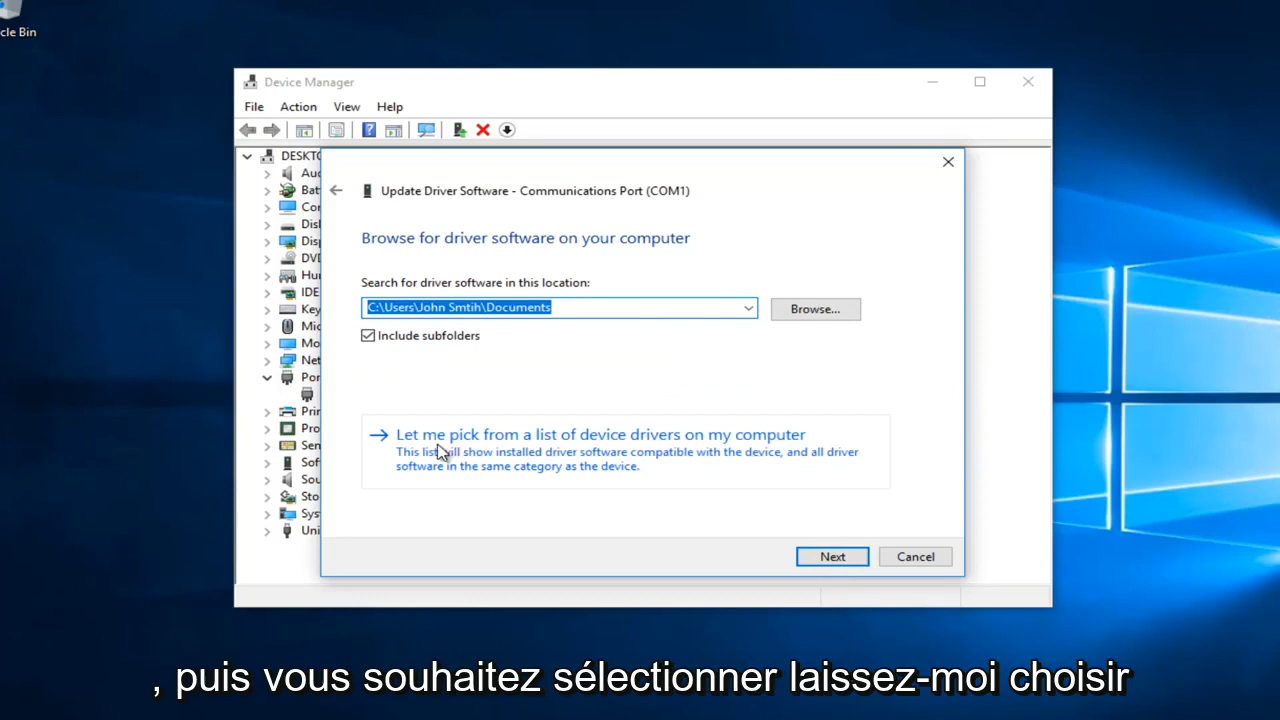 cle Bin
Device Manager
File Action View Help
DESKTO
Update Driver Software - Communications Port (COM1)
Browse for driver software on your computer
Search for driver software in this location:
C:\Users\John Smtih\Documents
Browse...
Include subfolders
Let me pick from a list of device drivers on my computer
This list will show installed driver software compatible with the device, and all driver
software in the same category as the device.
Next Cancel
Aud
Bat
Cor
Disl
Disp
DVD
Hu
IDE
Key
Mic
Mo
Net
Por
Prin
Pro
Sen
Sof
Sou
Sto
Sys
Uni
, puis vous souhaitez sélectionner laissez-moi choisir